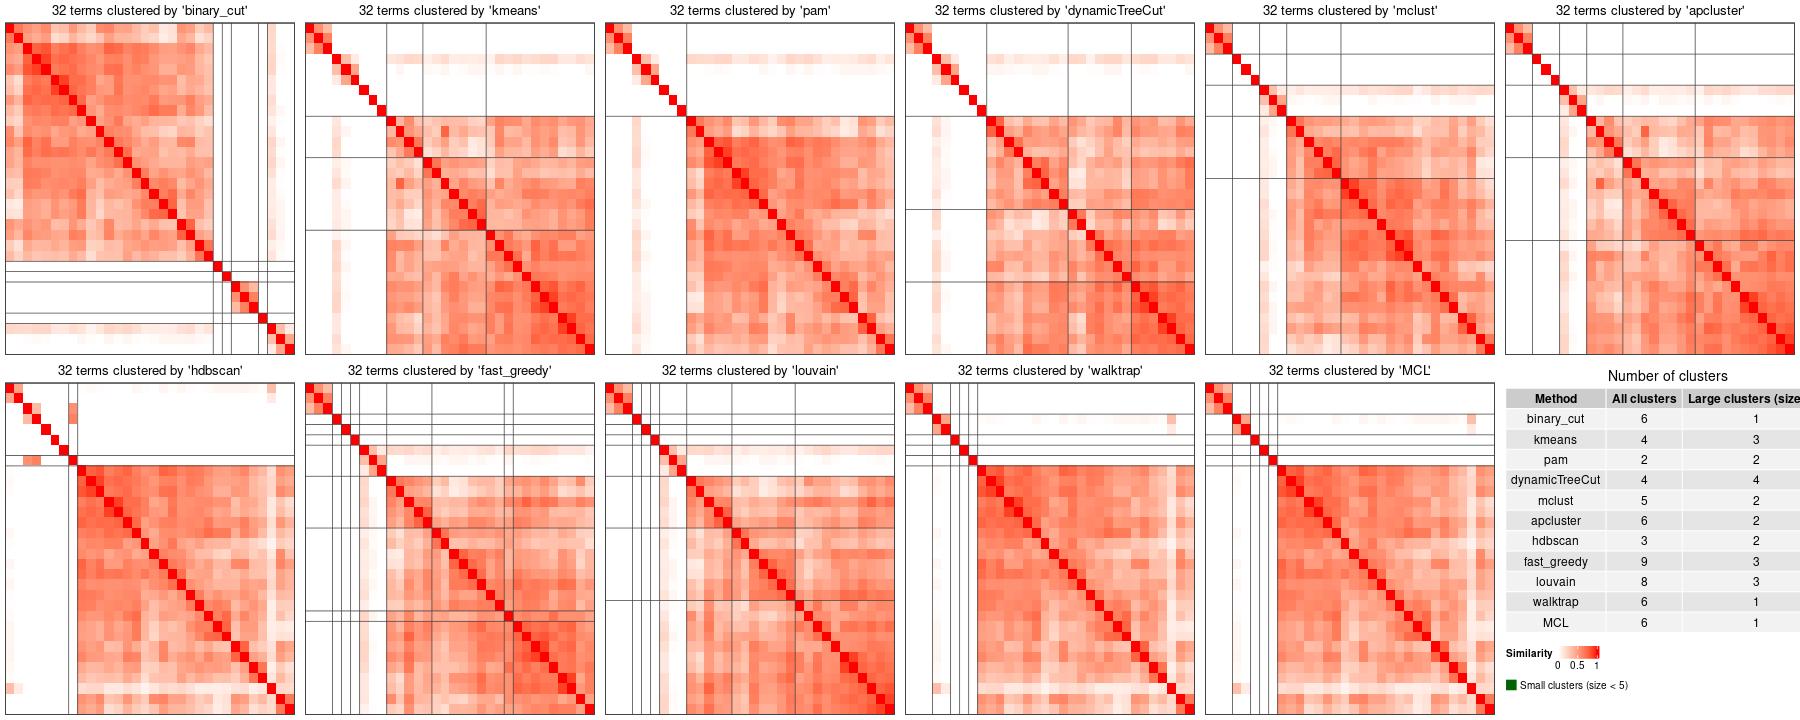 32 terms clustered by 'binary_cut'
32 terms clustered by 'kmeans'
32 terms clustered by 'pam'
32 terms clustered by 'dynamicTreeCut'
32 terms clustered by 'mclust'
32 terms clustered by 'apcluster'
32 terms clustered by 'hdbscan'
32 terms clustered by 'fast_greedy'
32 terms clustered by 'louvain'
32 terms clustered by 'walktrap'
32 terms clustered by 'MCL'
Number of clusters
Method All clusters Large clusters (size
binary_cut 6 1
kmeans 4 3
pam 2 2
dynamicTreeCut 4 4
mclust 5 2
apcluster 6 2
hdbscan 3 2
fast_greedy 9 3
louvain 8 3
walktrap 6 1
MCL 6 1
Similarity
0 0.5 1
Small clusters (size < 5)